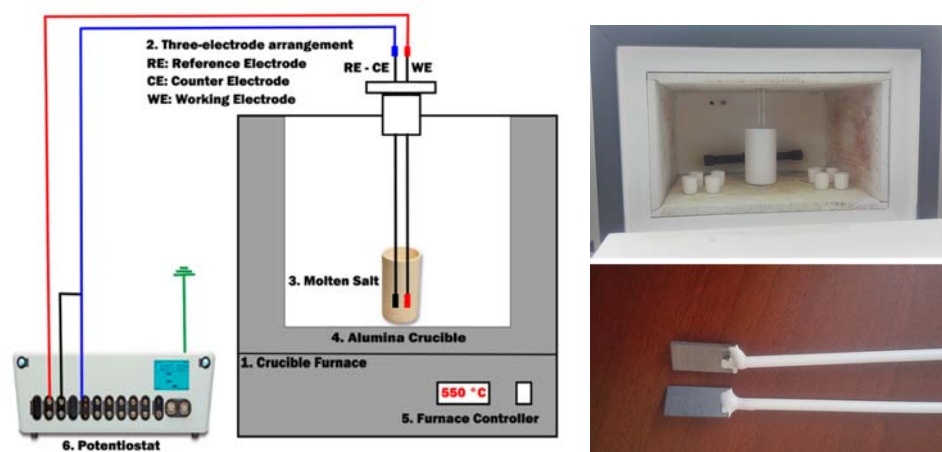 2. Three-electrode arrangement
RE: Reference Electrode
CE: Counter Electrode
WE: Working Electrode
RE - CE
WE
3. Molten Salt
4. Alumina Crucible
1. Crucible Furnace
550 °C
5. Furnace Controller
6. Potentiostat